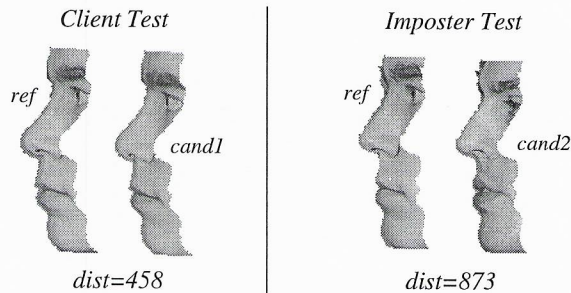 Client Test
ref
cand1
dist=458
Imposter Test
ref
cand2
dist=873